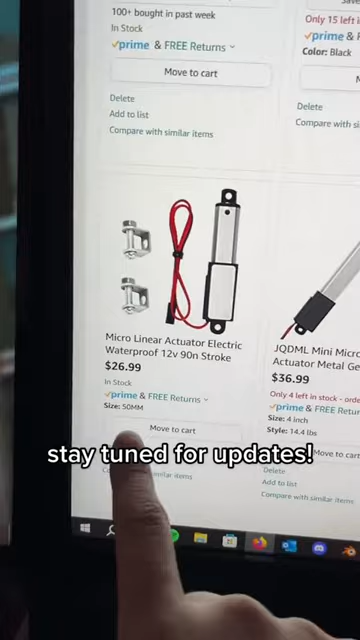 100+ bought in past week
In Stock
prime & FREE Returns
Move to cart
Delete
Add to list
Compare with similar items
Only 15 left i
prime & F
Color: Black
Delete
Compare with si
Micro Linear Actuator Electric
Waterproof 12v 90n Stroke
$26.99
In Stock
prime & FREE Returns
Size: 50MM
Move to cart
JQDML Mini Micro
Actuator Metal Ge
$36.99
Only 4 left in stock - orde
prime & FREE Retur
Size: 4 inch
Style: 14.4 lbs
Move to cart
Delete
Add to list
Compare with similar
stay tuned for updates!